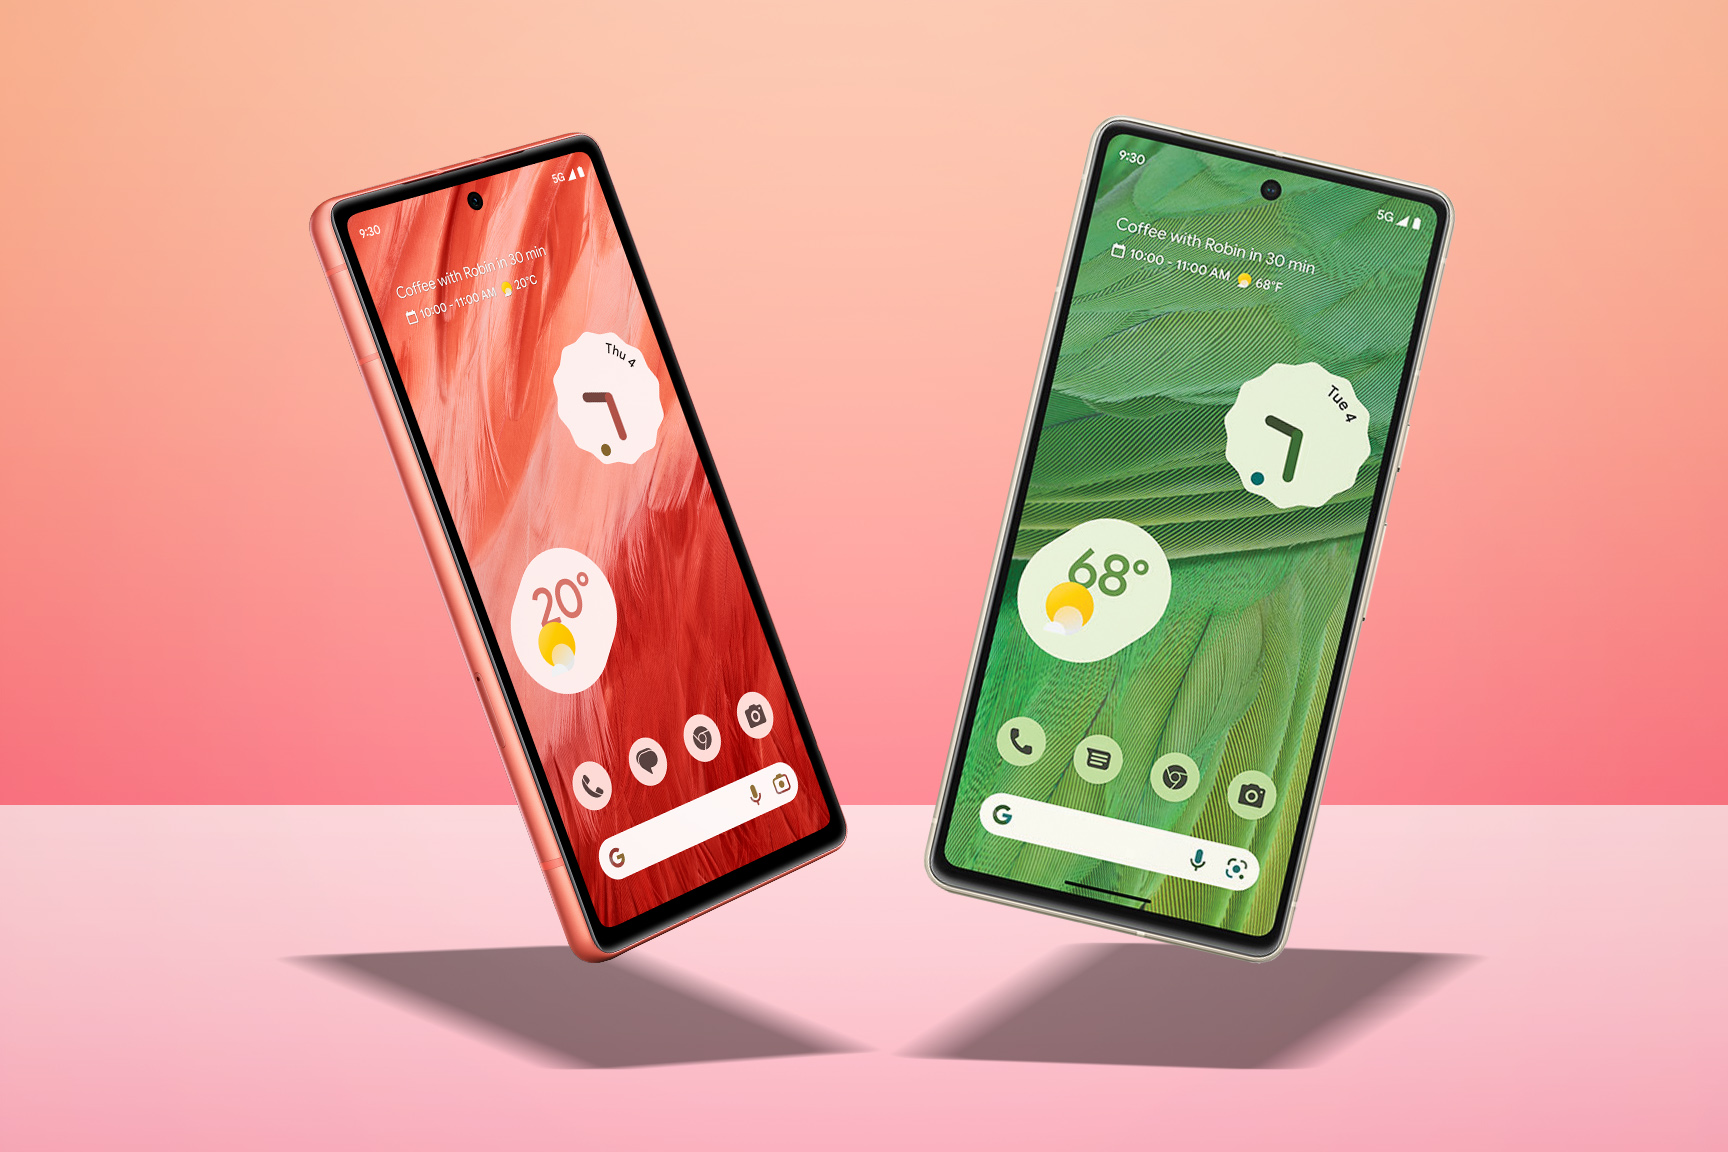 9:30
5G
Coffee with Robin in 30 min
10:00 - 11:00 AM 20°C
Thu 4
20°
G
9:30
5G
Coffee with Robin in 30 min
10:00 - 11:00 AM 68°F
Tue 4
68°
G